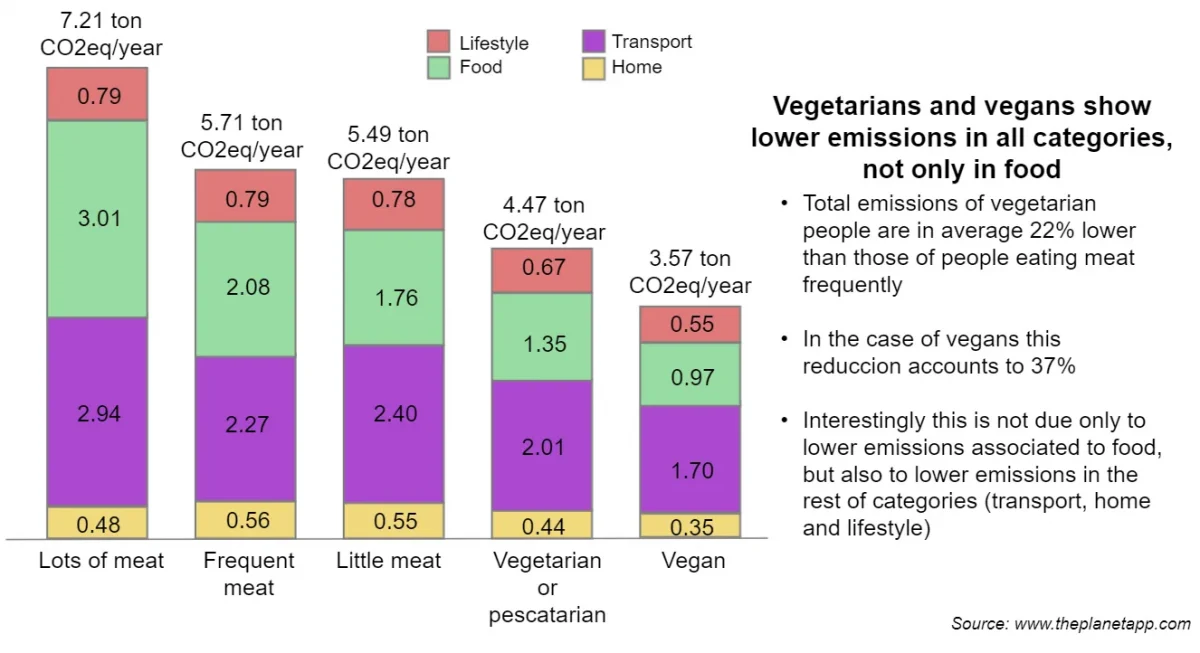 7.21 ton
CO2eq/year
0.79
3.01
2.94
0.48
Lots of meat
5.71 ton
CO2eq/year
0.79
2.08
2.27
0.56
Frequent
meat
5.49 ton
CO2eq/year
0.78
1.76
2.40
0.55
Little meat
4.47 ton
CO2eq/year
0.67
1.35
2.01
0.44
Vegetarian
or
pescatarian
3.57 ton
CO2eq/year
0.55
0.97
1.70
0.35
Vegan
Lifestyle
Transport
Food
Home
Vegetarians and vegans show
lower emissions in all categories,
not only in food
• Total emissions of vegetarian
people are in average 22% lower
than those of people eating meat
frequently
• In the case of vegans this
reduccion accounts to 37%
• Interestingly this is not due only to
lower emissions associated to food,
but also to lower emissions in the
rest of categories (transport, home
and lifestyle)
Source: www.theplanetapp.com